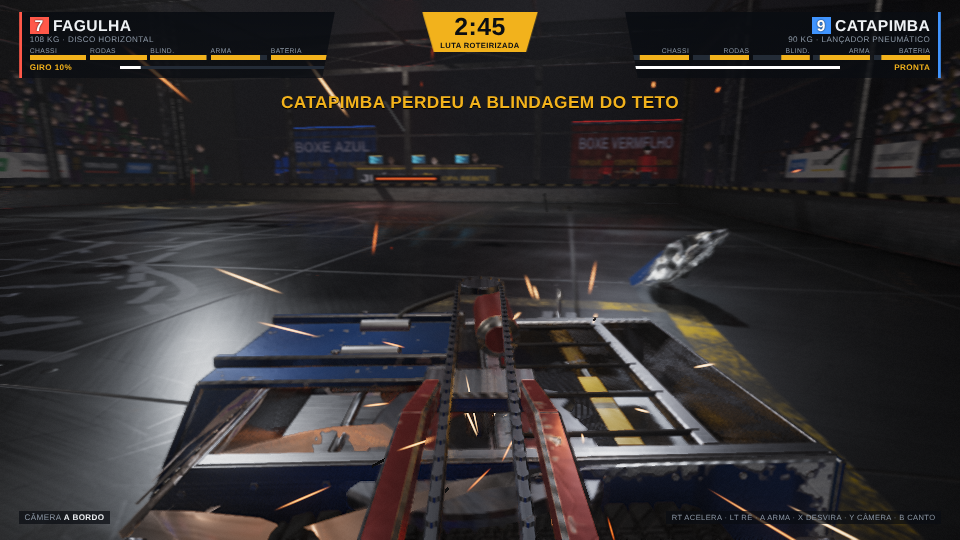 7 FAGULHA
108 KG · DISCO HORIZONTAL
CHASSI RODAS BLIND. ARMA BATERIA
GIRO 10%
2:45
LUTA ROTEIRIZADA
9 CATAPIMBA
90 KG · LANÇADOR PNEUMÁTICO
CHASSI RODAS BLIND. ARMA BATERIA
PRONTA
CATAPIMBA PERDEU A BLINDAGEM DO TETO
BOXE AZUL
BOXE VERMELHO
CÂMERA A BORDO
RT ACELERA · LT RÉ · A ARMA · X DESVIRA · Y CÂMERA · B CANTO